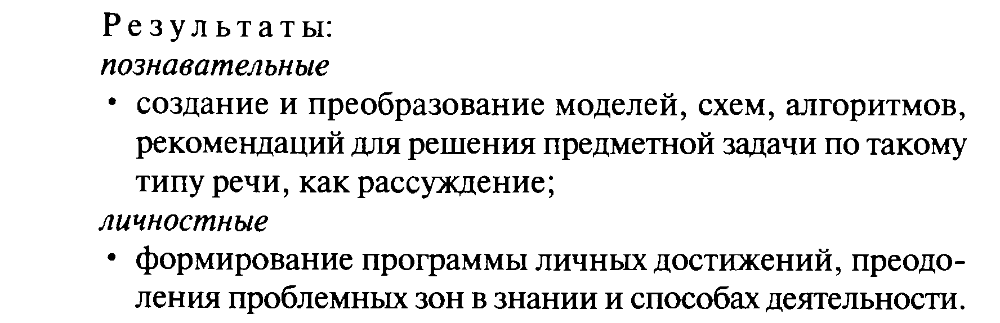 Результаты:
познавательные
• создание и преобразование моделей, схем, алгоритмов,
рекомендаций для решения предметной задачи по такому
типу речи, как рассуждение;
личностные
• формирование программы личных достижений, преодо-
ления проблемных зон в знании и способах деятельности.